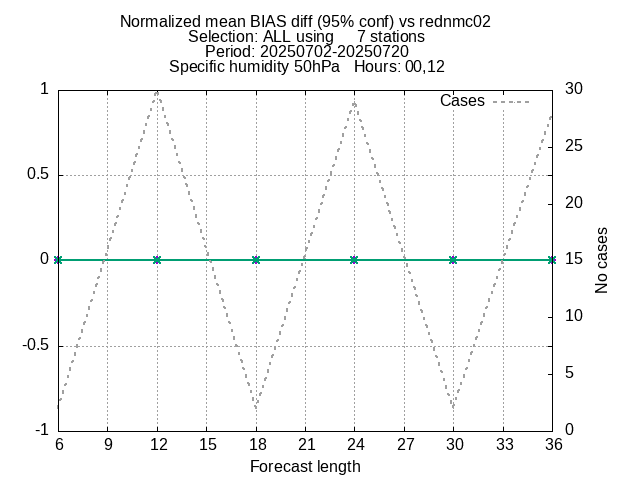 Normalized mean BIAS diff (95% conf) vs rednmc02
Selection: ALL using     7 stations
Period: 20250702-20250720
Specific humidity 50hPa   Hours: 00,12
Cases
1
0.5
0
-0.5
-1
30
25
20
15
10
5
0
No cases
6 9 12 15 18 21 24 27 30 33 36
Forecast length